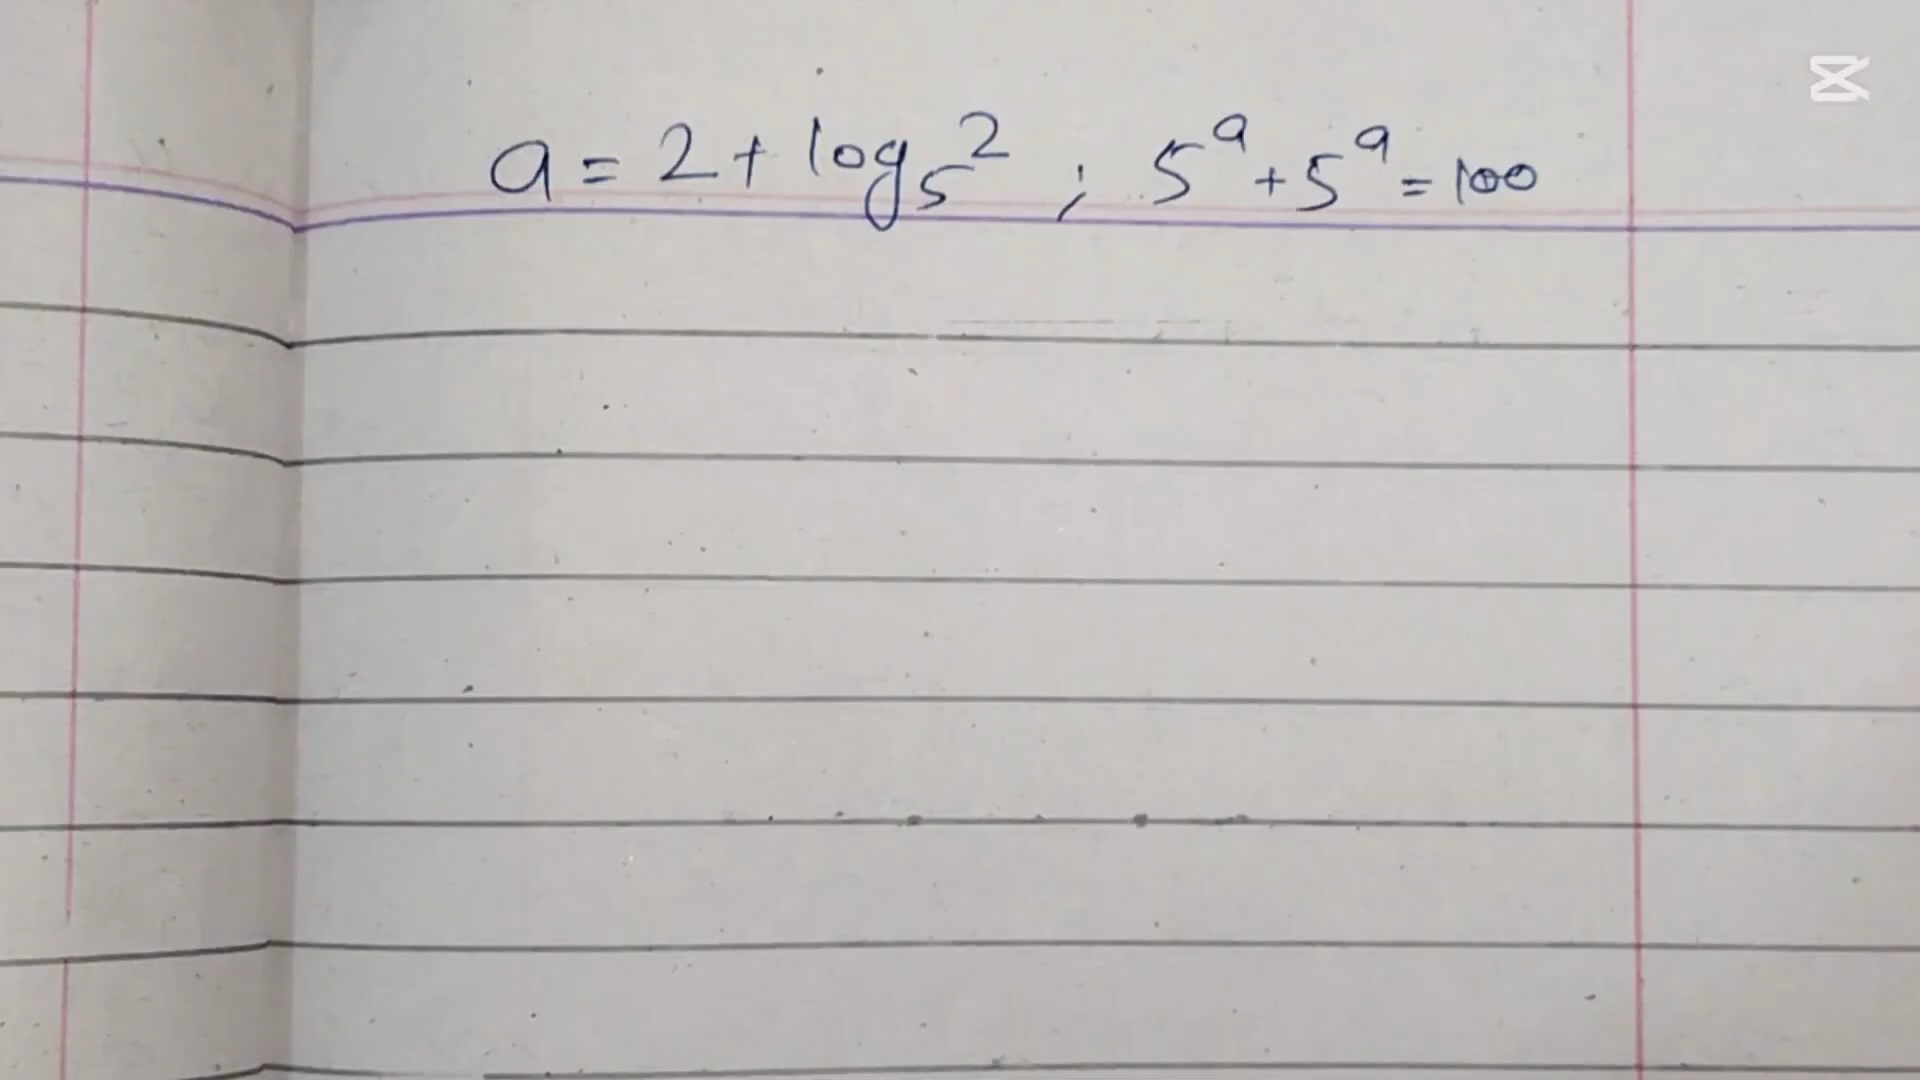 a = 2 + log₅2 ; 5ᵃ + 5ᵃ = 100